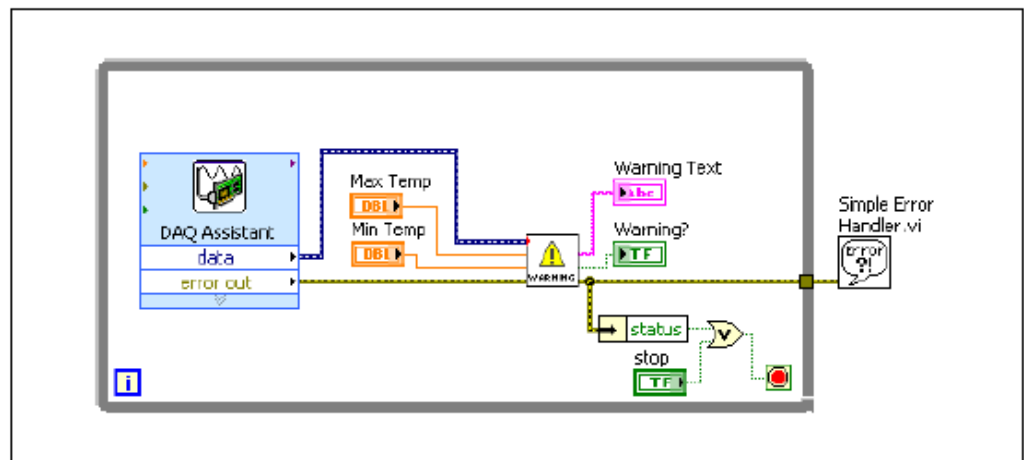 Max Temp
DBL
Min Temp
DBL
DAQ Assistant
data
error out
WARNING
Warning Text
abc
Warning?
TF
status
stop
TF
i
Simple Error
Handler.vi
Error
?!